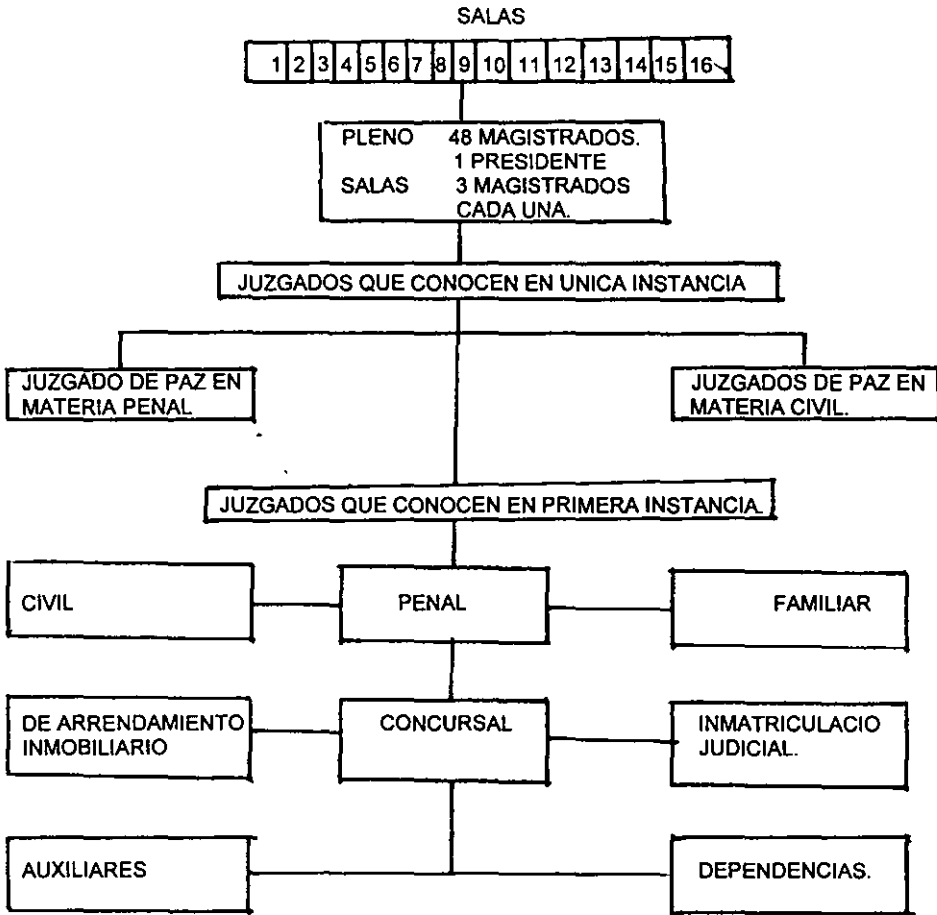 SALAS
1 2 3 4 5 6 7 8 9 10 11 12 13 14 15 16
PLENO 48 MAGISTRADOS.
1 PRESIDENTE
SALAS 3 MAGISTRADOS
CADA UNA.
JUZGADOS QUE CONOCEN EN UNICA INSTANCIA
JUZGADO DE PAZ EN
MATERIA PENAL
JUZGADOS DE PAZ EN
MATERIA CIVIL.
JUZGADOS QUE CONOCEN EN PRIMERA INSTANCIA.
CIVIL
PENAL
FAMILIAR
DE ARRENDAMIENTO
INMOBILIARIO
CONCURSAL
INMATRICULACIO
JUDICIAL.
AUXILIARES
DEPENDENCIAS.